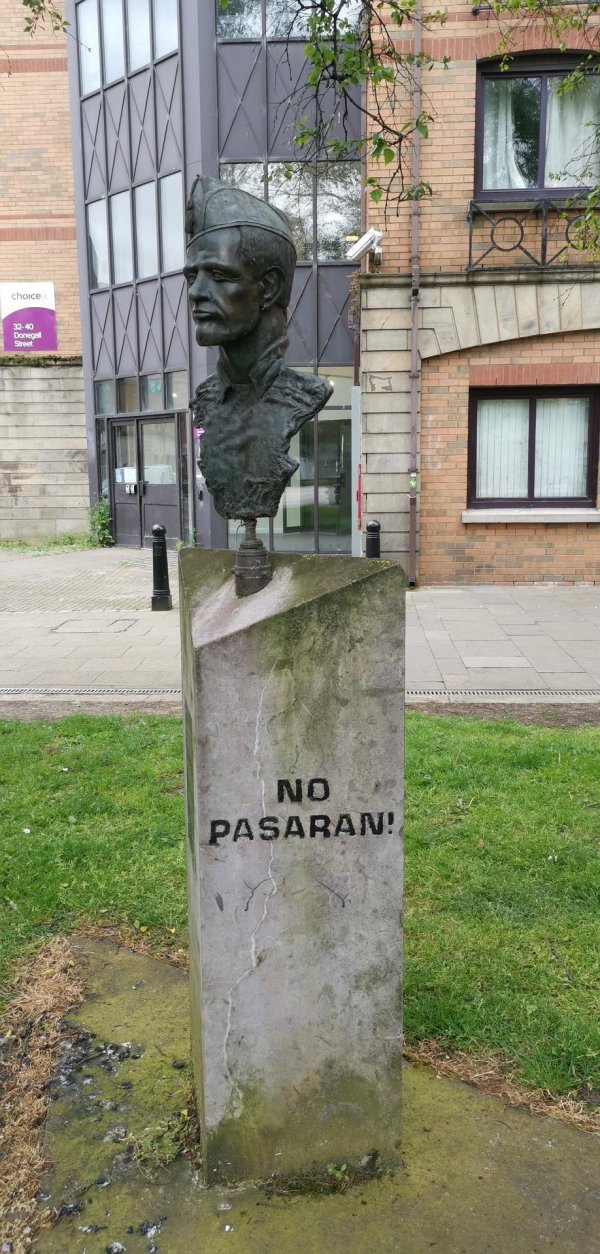 choice
32-40
Donegall
Street
NO
PASARAN!